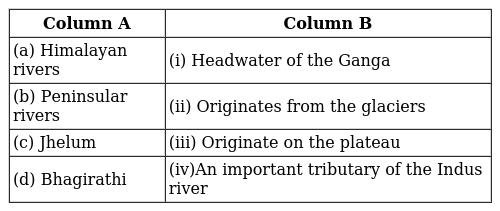 Column A Column B
(a) Himalayan
rivers
(i) Headwater of the Ganga
(b) Peninsular
rivers
(ii) Originates from the glaciers
(c) Jhelum (iii) Originate on the plateau
(d) Bhagirathi
(iv)An important tributary of the Indus
river